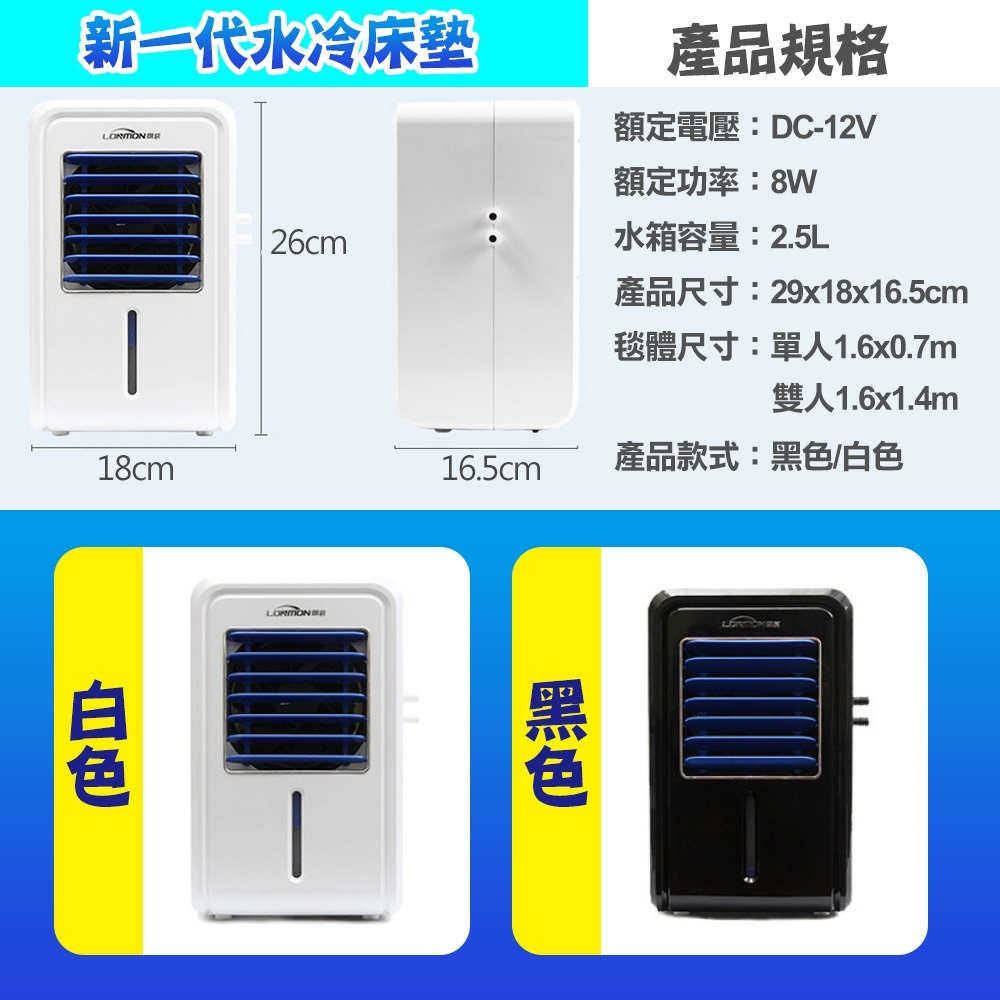 新一代水冷床墊
產品規格
LORMON
26cm
18cm
16.5cm
額定電壓：DC-12V
額定功率：8W
水箱容量：2.5L
產品尺寸：29x18x16.5cm
毯體尺寸：單人1.6x0.7m
雙人1.6x1.4m
產品款式：黑色/白色
白色
LORMON
黑色
LORMON